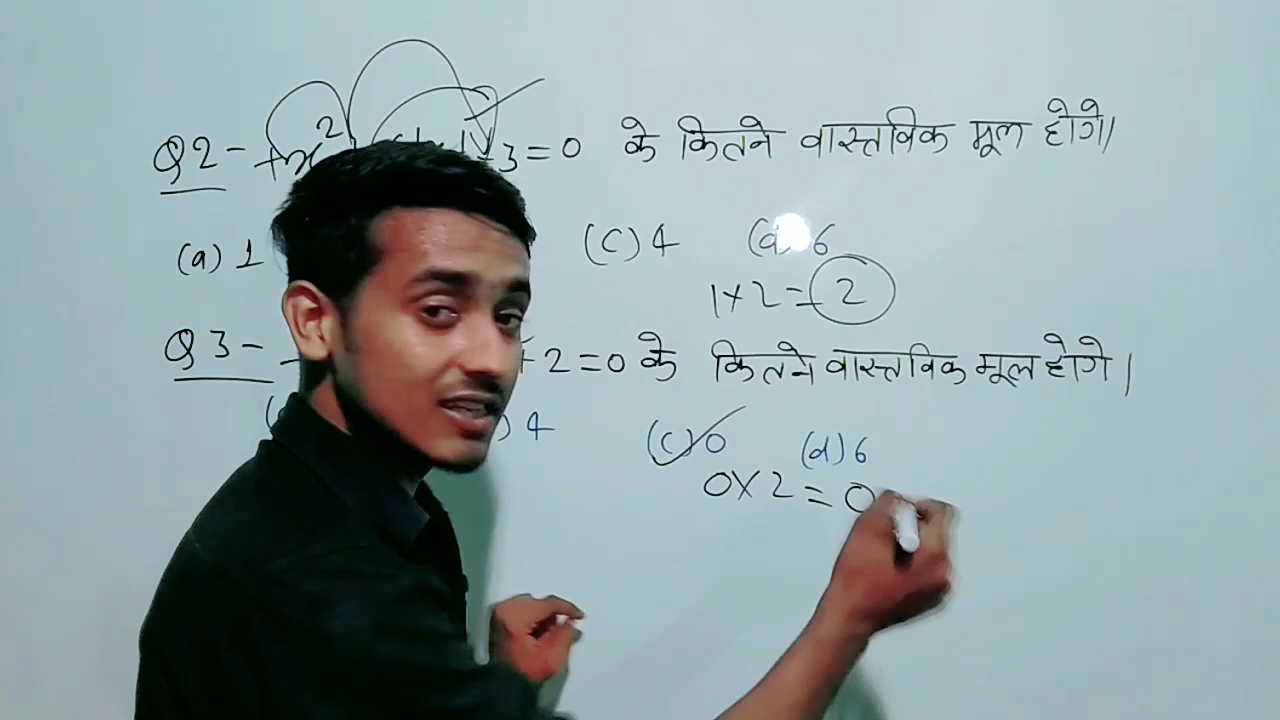 Q2- +x² 3=0 के कितने वास्तविक मूल होगे।
(a) 1 (C) 4 (d) 6
1×2=2
Q3- +2=0 के कितने वास्तविक मूल होगे।
) 4 (c) 0 (d) 6
0×2=0